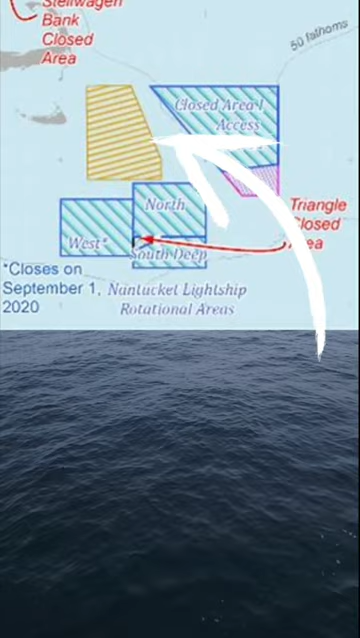 Stellwagen
Bank
Closed
Area
50 fathoms
Closed Area I
Access
North
Triangle
Closed
Area
West*
South Deep
*Closes on
September 1,
2020
Nantucket Lightship
Rotational Areas